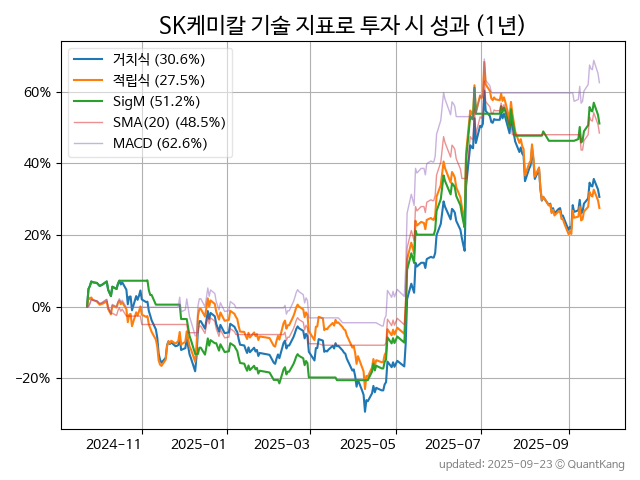 SK케미칼 기술 지표로 투자 시 성과 (1년)
거치식 (30.6%)
적립식 (27.5%)
SigM (51.2%)
SMA(20) (48.5%)
MACD (62.6%)
60%
40%
20%
0%
−20%
2024-11 2025-01 2025-03 2025-05 2025-07 2025-09
updated: 2025-09-23 © QuantKang